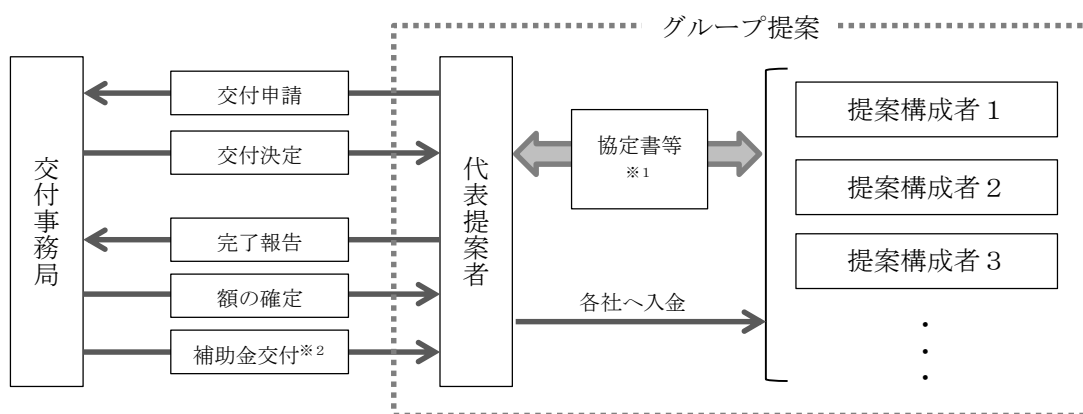 グループ提案
交付事務局
交付申請
交付決定
完了報告
額の確定
補助金交付※2
代表提案者
協定書等
※1
各社へ入金
提案構成者1
提案構成者2
提案構成者3
・
・
・